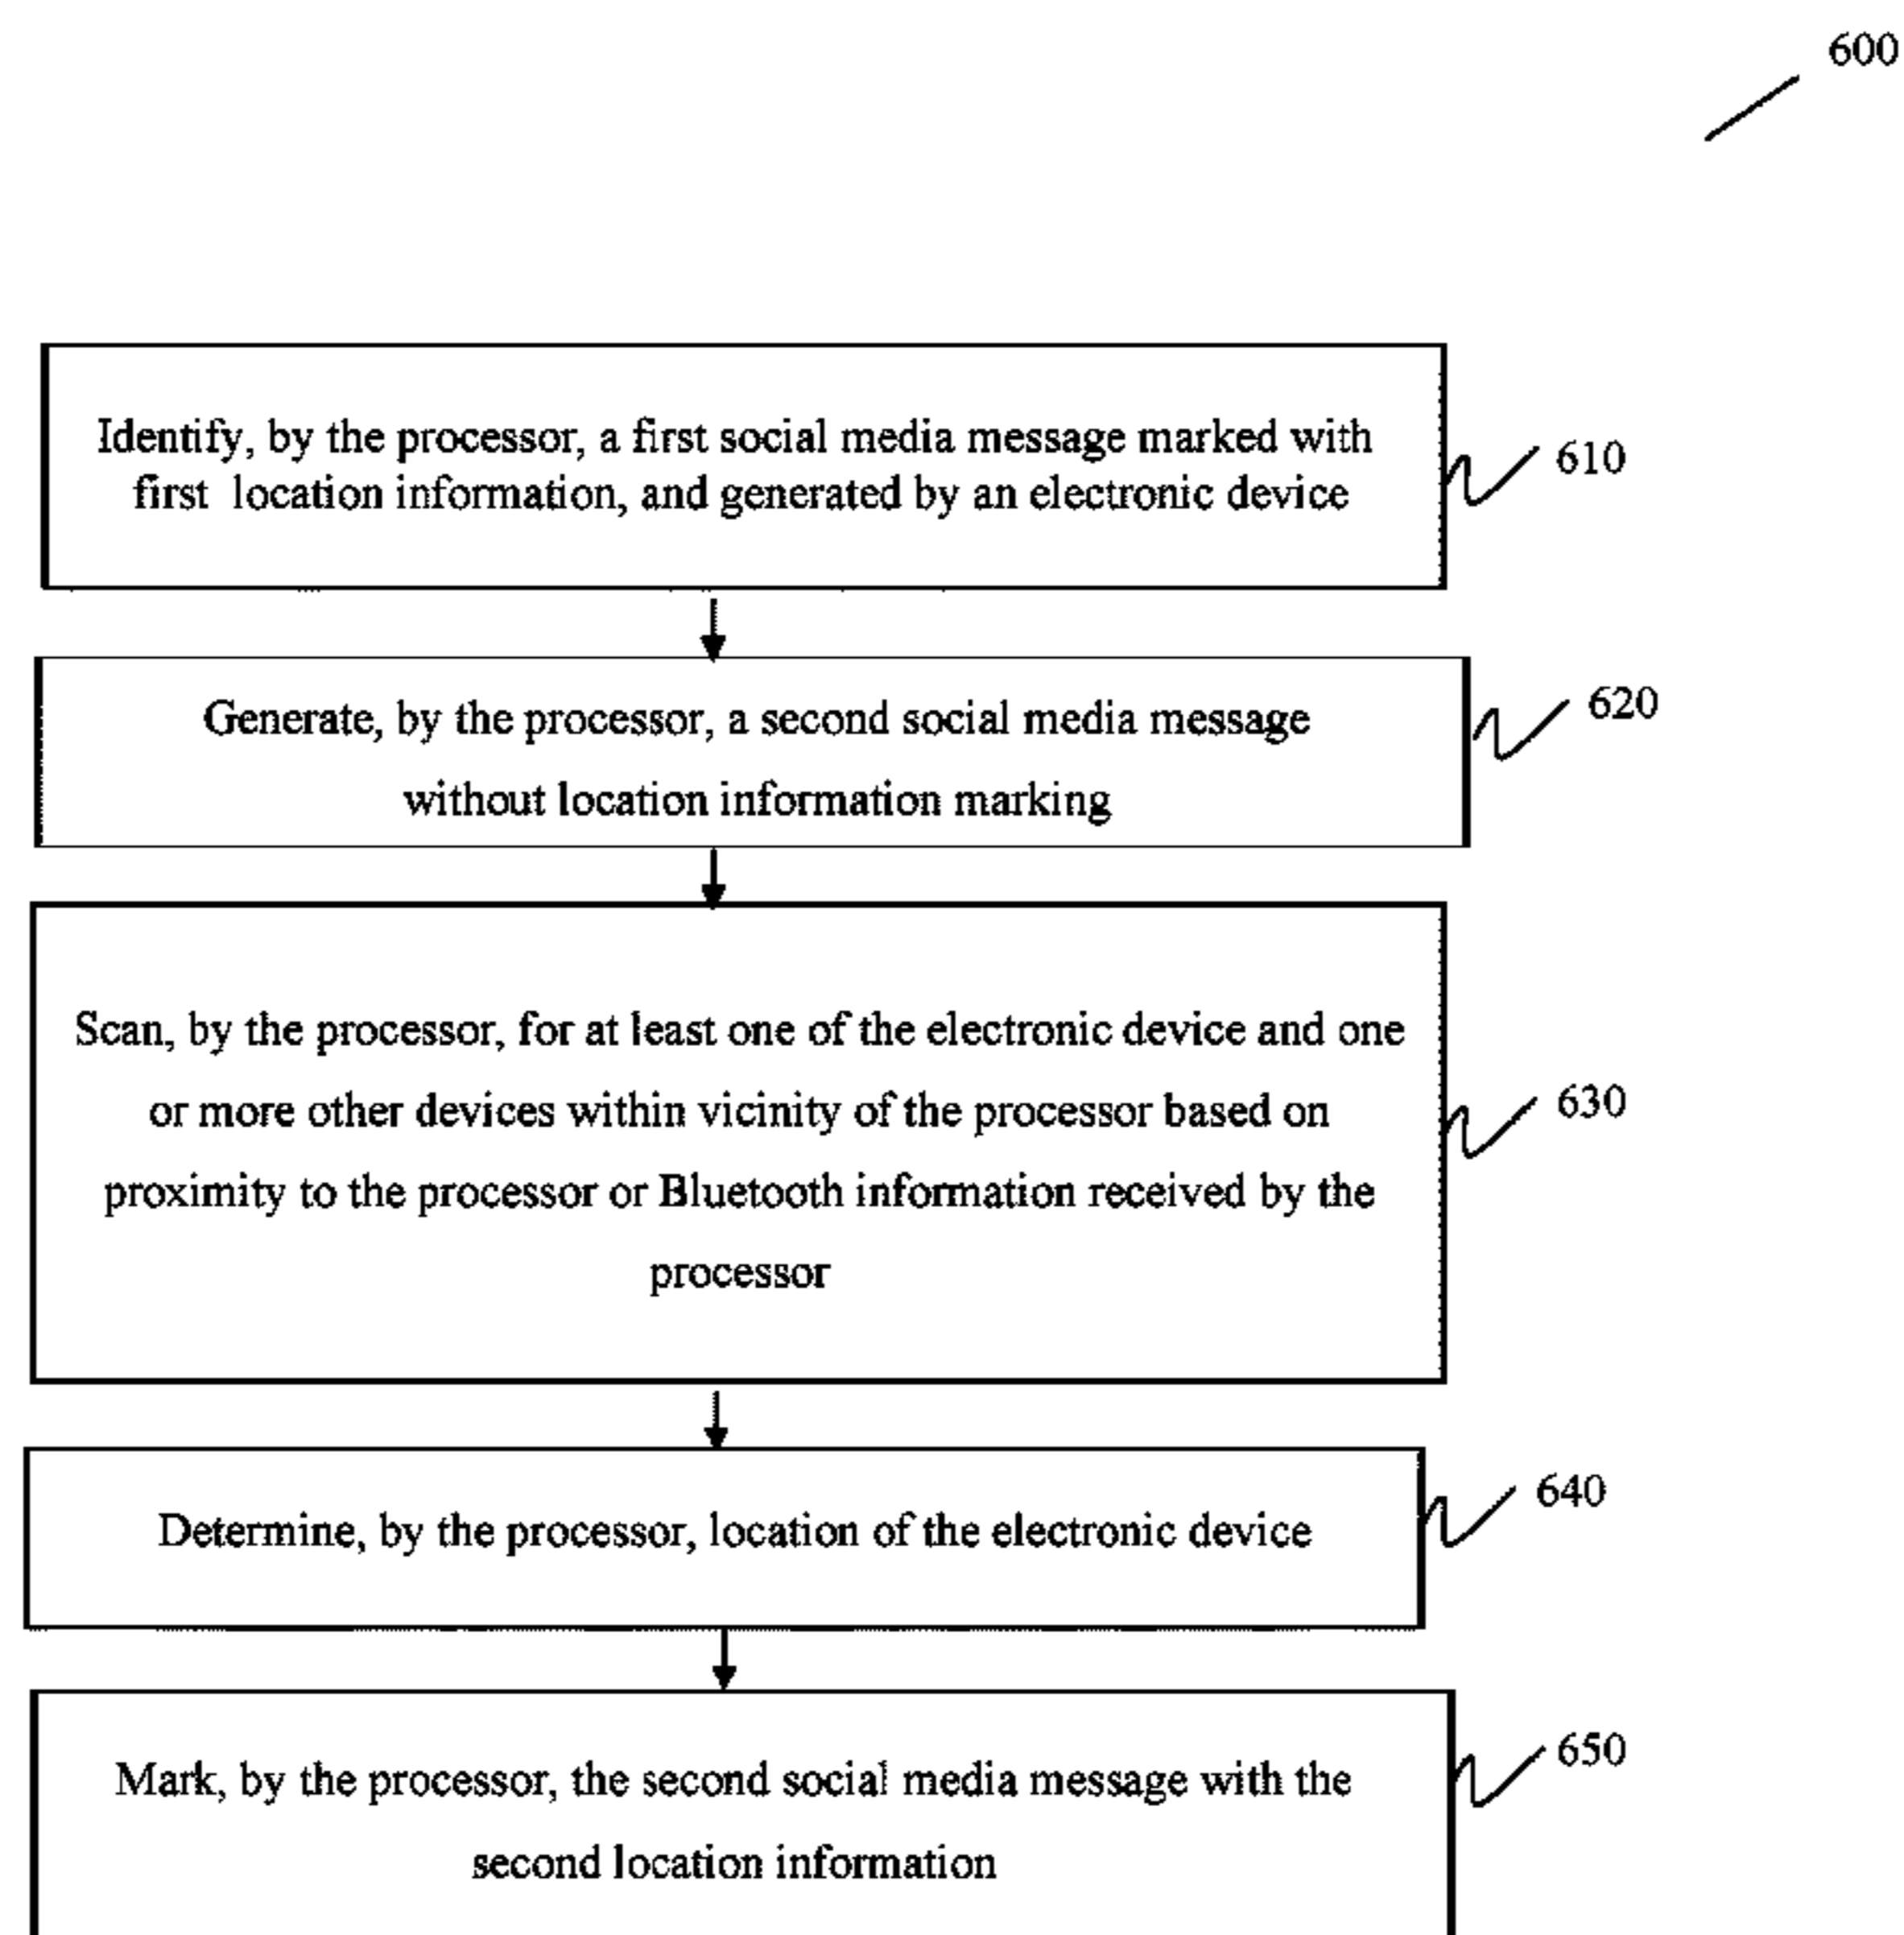 600
Identify, by the processor, a first social media message marked with
first location information, and generated by an electronic device
610
Generate, by the processor, a second social media message
without location information marking
620
Scan, by the processor, for at least one of the electronic device and one
or more other devices within vicinity of the processor based on
proximity to the processor or Bluetooth information received by the
processor
630
Determine, by the processor, location of the electronic device
640
Mark, by the processor, the second social media message with the
second location information
650